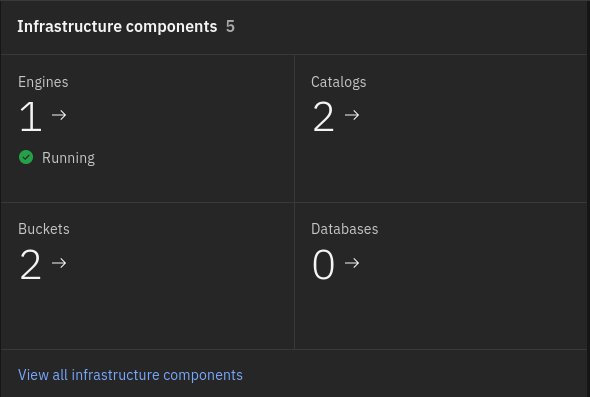 Infrastructure components 5
Engines
1 →
Running
Catalogs
2 →
Buckets
2 →
Databases
0 →
View all infrastructure components